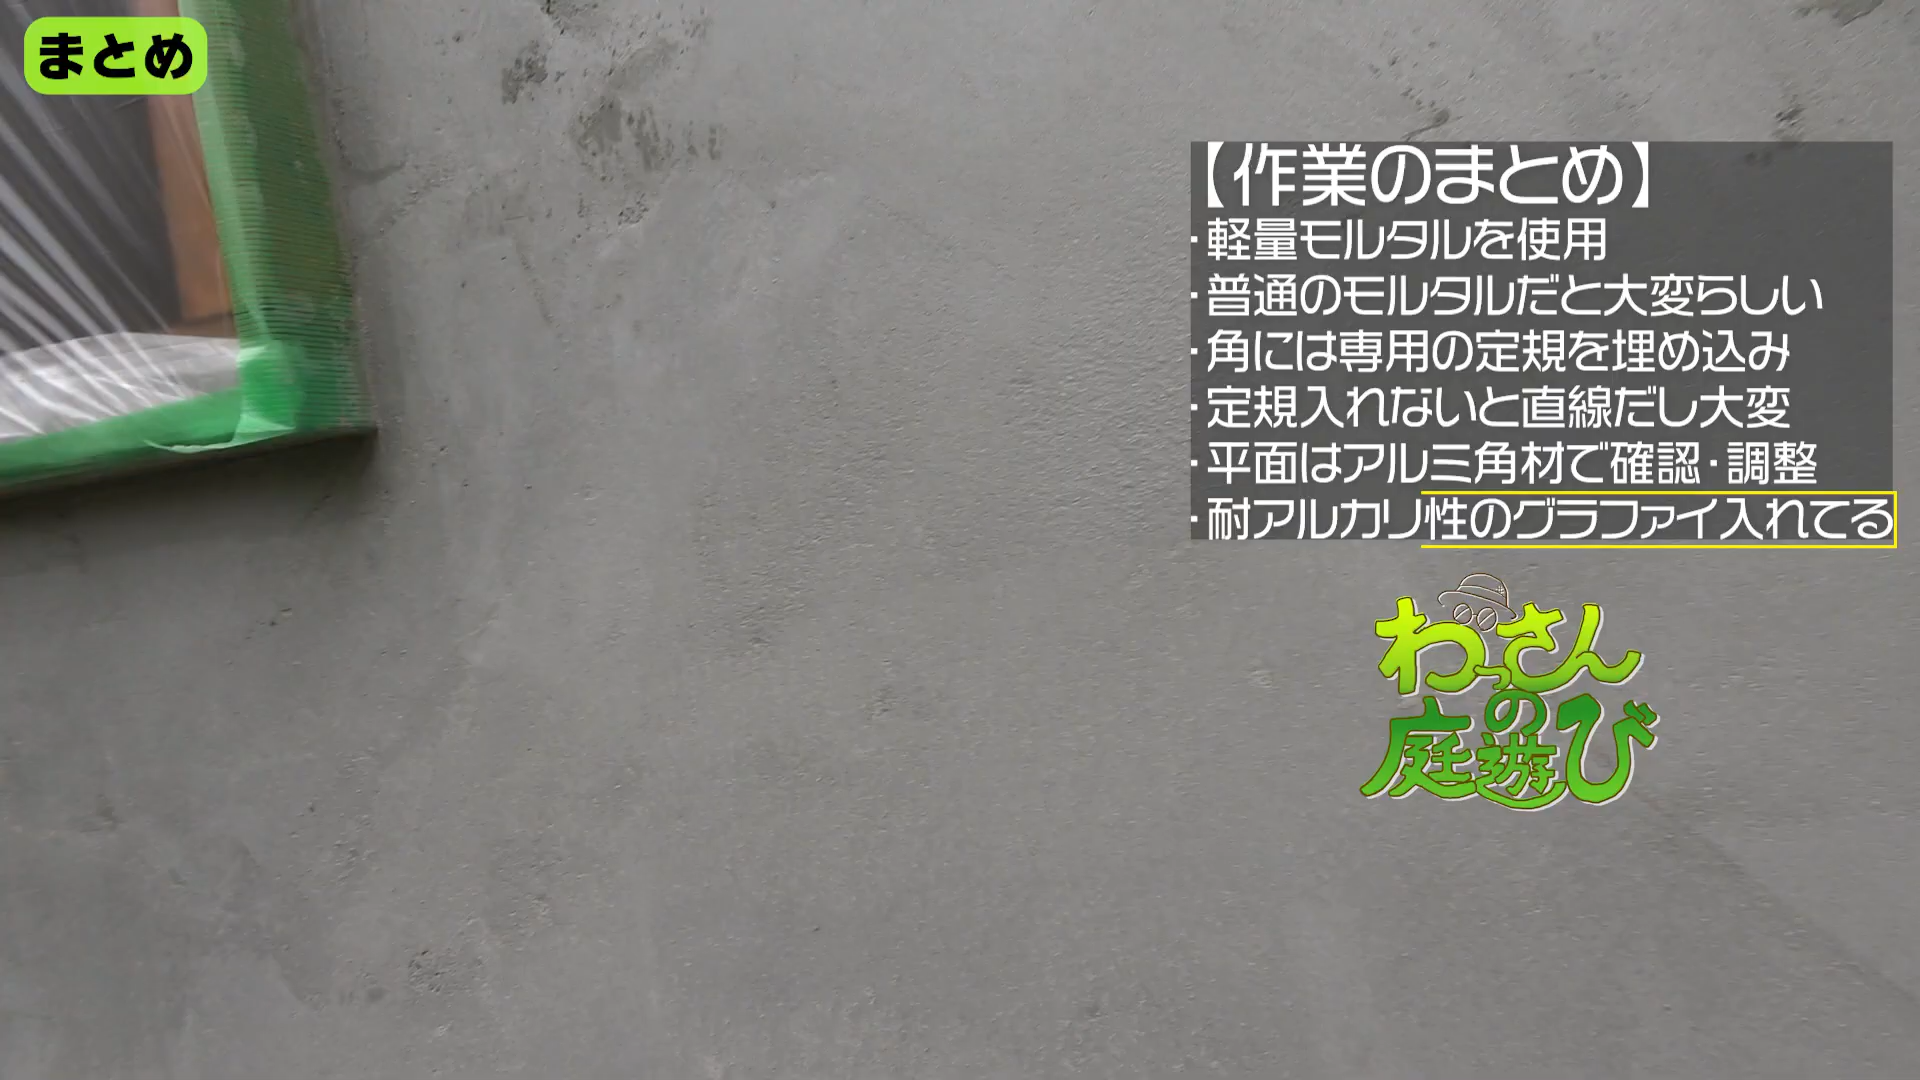 まとめ
【作業のまとめ】
・軽量モルタルを使用
・普通のモルタルだと大変らしい
・角には専用の定規を埋め込み
・定規入れないと直線だし大変
・平面はアルミ角材で確認・調整
・耐アルカリ性のグラファイ入れてる
わっさん
の
庭遊び